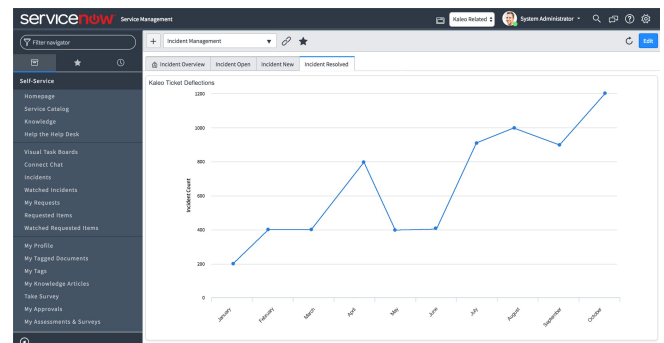 servicenow Service Management
Kaleo Related
System Administrator
Filter navigator
Incident Management
Edit
Self-Service
Homepage
Service Catalog
Knowledge
Help the Help Desk
Visual Task Boards
Connect Chat
Incidents
Watched Incidents
My Requests
Requested Items
Watched Requested Items
My Profile
My Tagged Documents
My Tags
My Knowledge Articles
Take Survey
My Approvals
My Assessments & Surveys
Incident Overview Incident Open Incident New Incident Resolved
Kaleo Ticket Deflections
1200
1000
800
600
400
200
0
Incident Count
January February March April May June July August September October